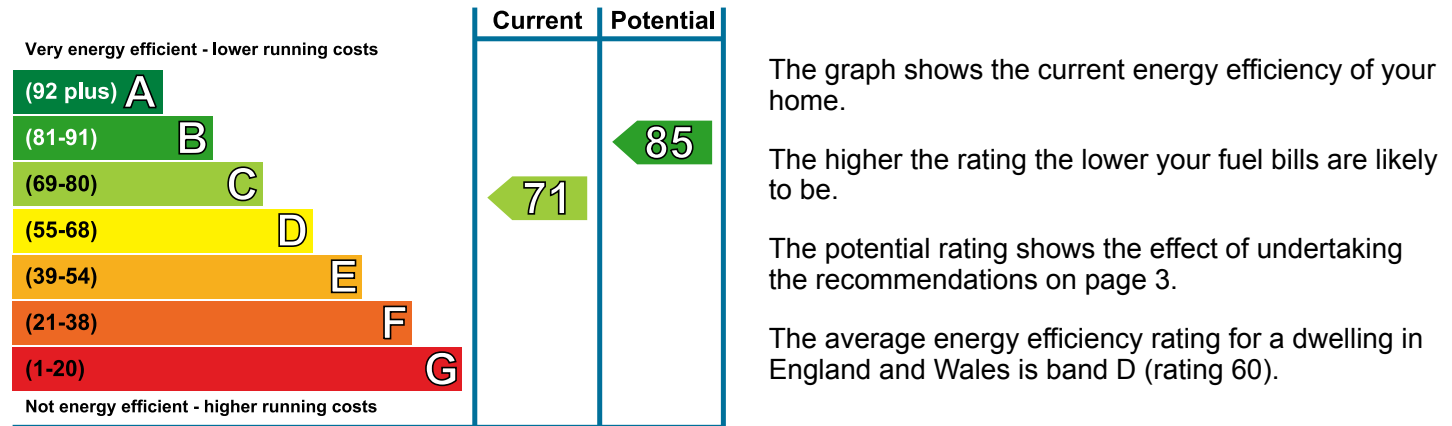 Current Potential
Very energy efficient - lower running costs
(92 plus) A
(81-91) B
85
(69-80) C
71
(55-68) D
(39-54) E
(21-38) F
(1-20) G
Not energy efficient - higher running costs
The graph shows the current energy efficiency of your
home.
The higher the rating the lower your fuel bills are likely
to be.
The potential rating shows the effect of undertaking
the recommendations on page 3.
The average energy efficiency rating for a dwelling in
England and Wales is band D (rating 60).